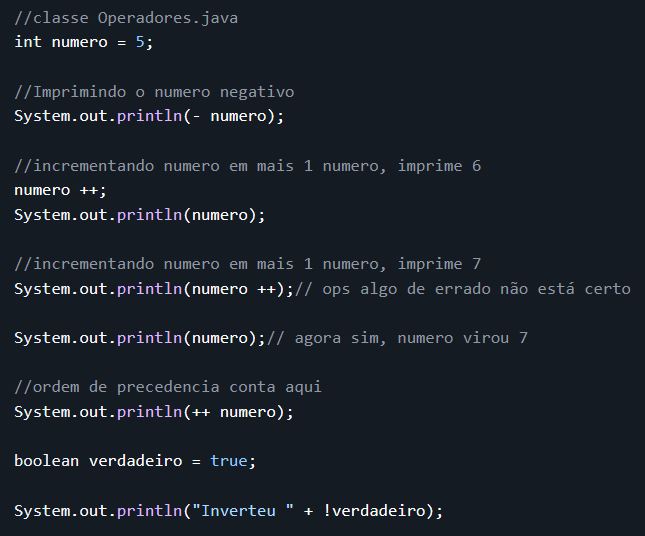 //classe Operadores.java
int numero = 5;
//Imprimindo o numero negativo
System.out.println(- numero);
//incrementando numero em mais 1 numero, imprime 6
numero ++;
System.out.println(numero);
//incrementando numero em mais 1 numero, imprime 7
System.out.println(numero ++);// ops algo de errado não está certo
System.out.println(numero);// agora sim, numero virou 7
//ordem de precedencia conta aqui
System.out.println(++ numero);
boolean verdadeiro = true;
System.out.println("Inverteu " + !verdadeiro);